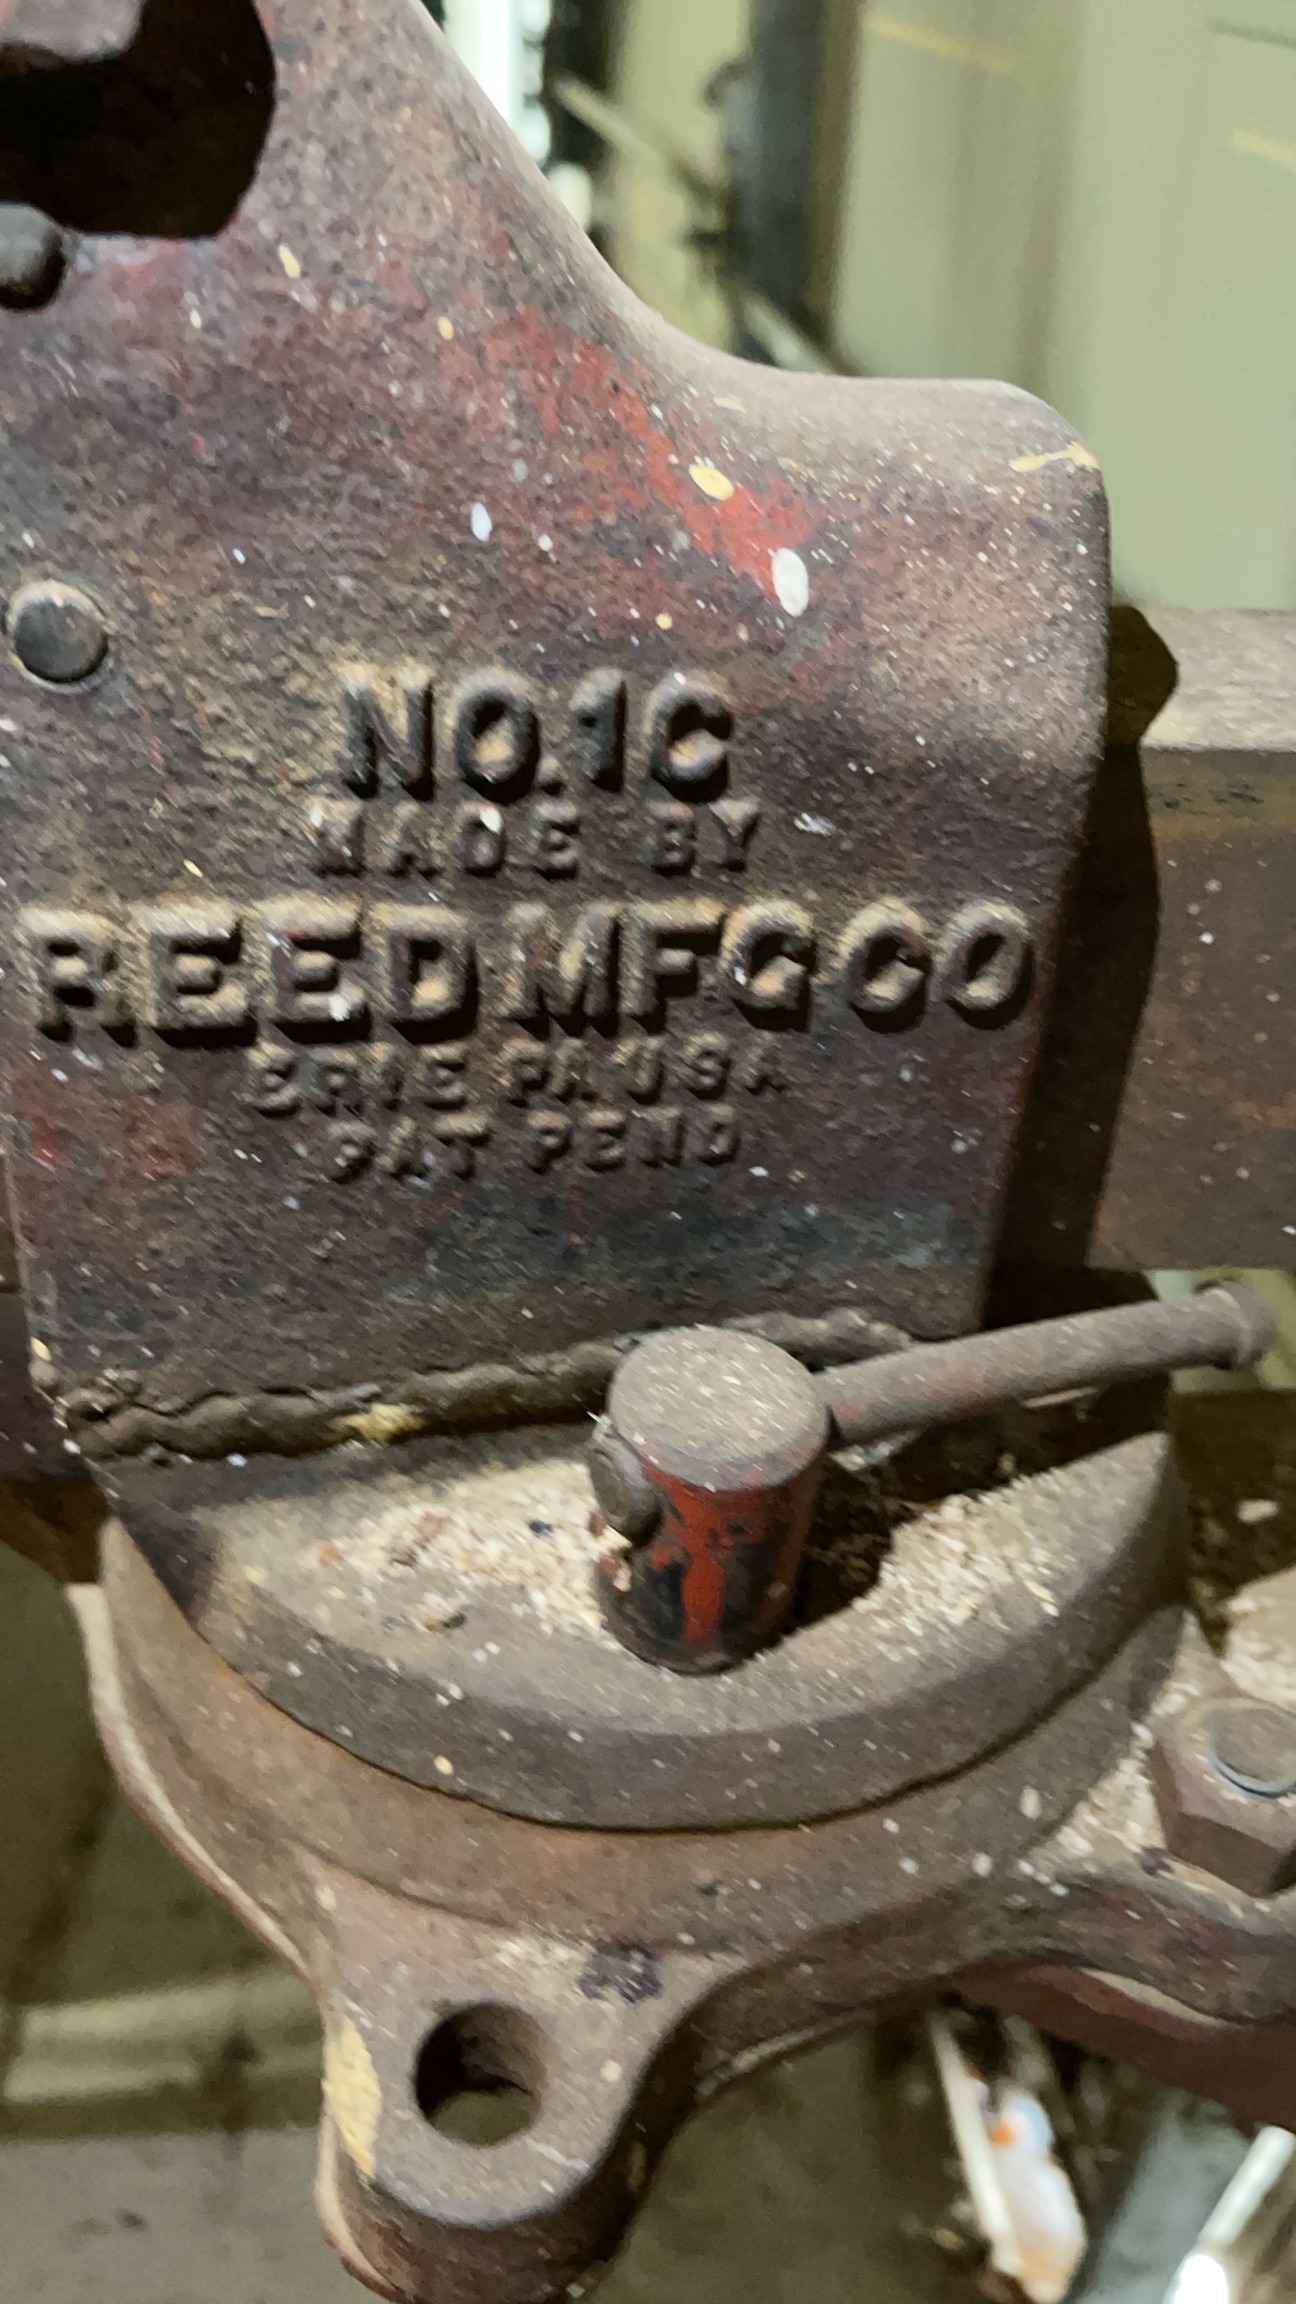 NO.1C
MADE BY
REED MFG CO
ERIE PA USA
PAT PEND